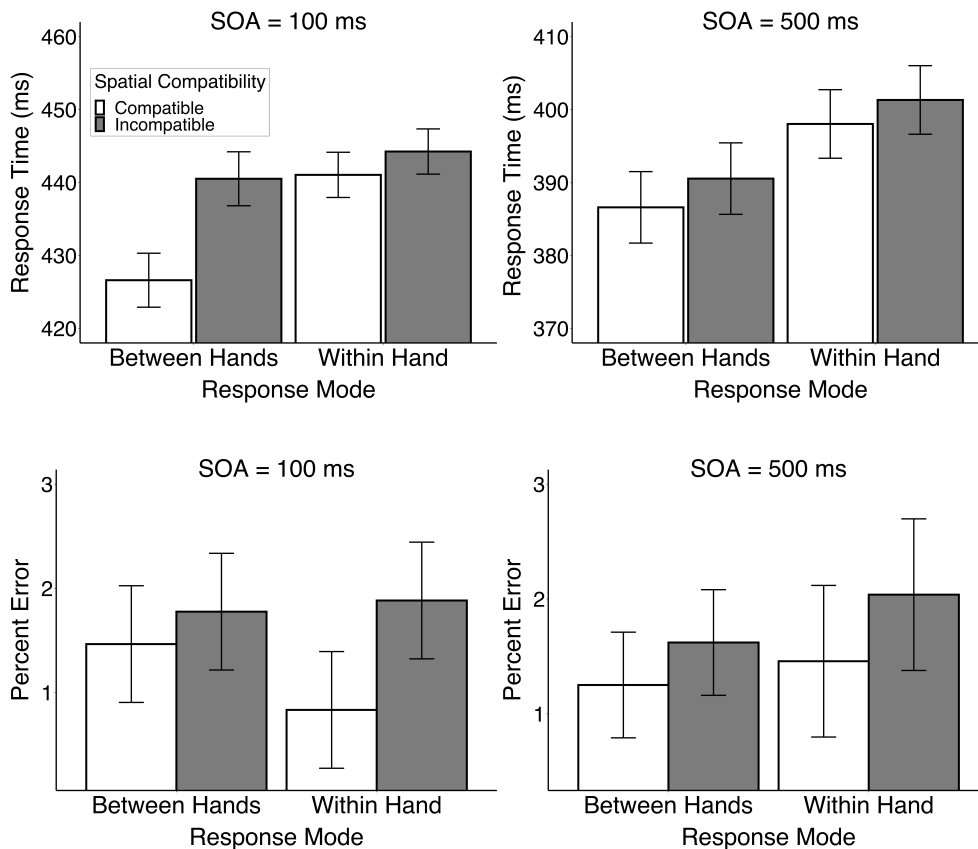 SOA = 100 ms
Response Time (ms)
460
450
440
430
420
Spatial Compatibility
Compatible
Incompatible
Between Hands Within Hand
Response Mode
SOA = 500 ms
Response Time (ms)
410
400
390
380
370
Between Hands Within Hand
Response Mode
SOA = 100 ms
Percent Error
3
2
1
Between Hands Within Hand
Response Mode
SOA = 500 ms
Percent Error
3
2
1
Between Hands Within Hand
Response Mode